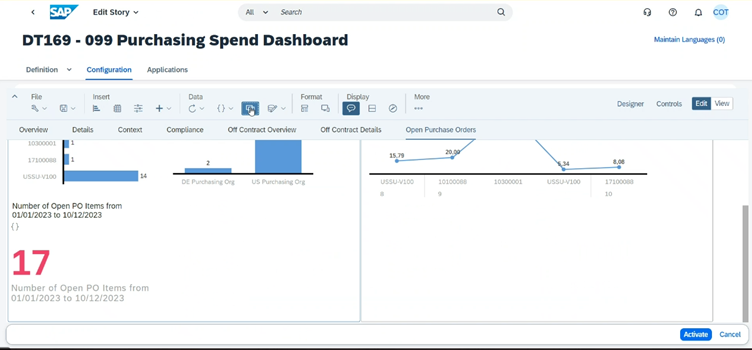 SAP Edit Story All Search COT
DT169 - 099 Purchasing Spend Dashboard
Maintain Languages (0)
Definition Configuration Applications
File Insert Data Format Display More
Designer Controls Edit View
Overview Details Context Compliance Off Contract Overview Off Contract Details Open Purchase Orders
10300001 1
17100088 1
USSU-V100 14
2
DE Purchasing Org US Purchasing Org
15,79 20,00 5,34 8,08
USSU-V100 10100088 10300001 USSU-V100 17100088
8 9 10
Number of Open PO Items from
01/01/2023 to 10/12/2023
{}
17
Number of Open PO Items from
01/01/2023 to 10/12/2023
Activate Cancel